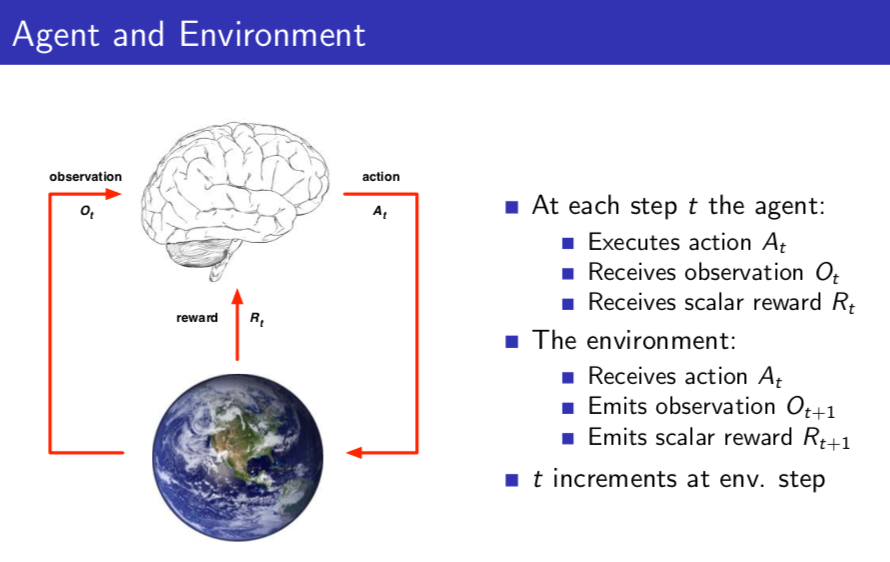 Agent and Environment
observation
O_t
action
A_t
reward
R_t
At each step t the agent:
Executes action A_t
Receives observation O_t
Receives scalar reward R_t
The environment:
Receives action A_t
Emits observation O_{t+1}
Emits scalar reward R_{t+1}
t increments at env. step